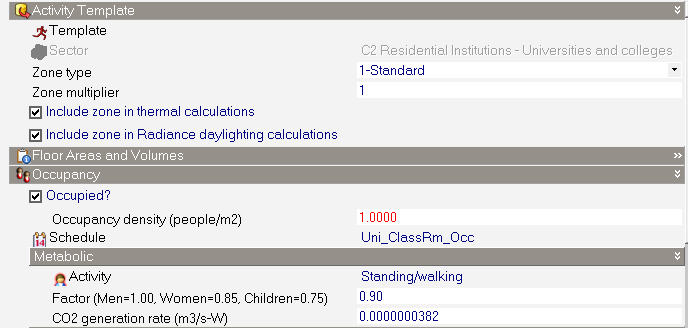 Activity Template
Template
Sector C2 Residential Institutions - Universities and colleges
Zone type 1-Standard
Zone multiplier 1
Include zone in thermal calculations
Include zone in Radiance daylighting calculations
Floor Areas and Volumes
Occupancy
Occupied?
Occupancy density (people/m2) 1.0000
14 Schedule Uni_ClassRm_Occ
Metabolic
Activity Standing/walking
Factor (Men=1.00, Women=0.85, Children=0.75) 0.90
CO2 generation rate (m3/s-W) 0.0000000382